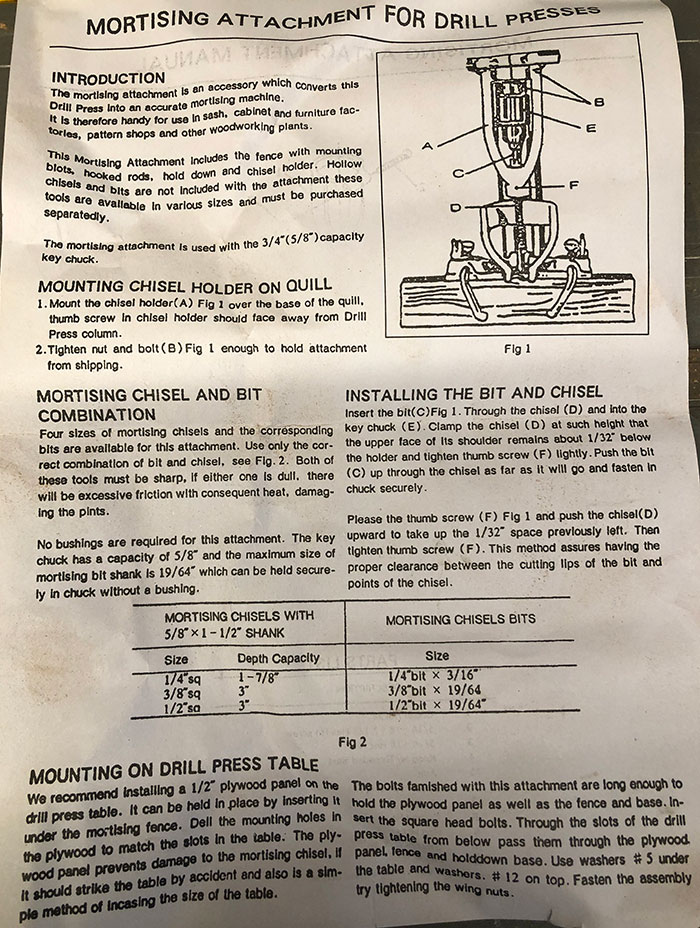 MORTISING ATTACHMENT FOR DRILL PRESSES
INTRODUCTION
The mortising attachment is an accessory which converts this
Drill Press into an accurate mortising machine.
It is therefore handy for use in sash, cabinet and furniture fac-
tories, pattern shops and other woodworking plants.
This Mortising Attachment includes the fence with mounting
blots, hooked rods, hold down and chisel holder. Hollow
chisels and bits are not included with the attachment these
tools are available in various sizes and must be purchased
separatedly.
The mortising attachment is used with the 3/4"(5/8")capacity
key chuck.
MOUNTING CHISEL HOLDER ON QUILL
1. Mount the chisel holder(A) Fig 1 over the base of the quill,
thumb screw in chisel holder should face away from Drill
Press column.
2. Tighten nut and bolt(B)Fig 1 enough to hold attachment
from shipping.
A
B
E
C
F
D
Fig 1
MORTISING CHISEL AND BIT
COMBINATION
Four sizes of mortising chisels and the corresponding
bits are available for this attachment. Use only the cor-
rect combination of bit and chisel, see Fig. 2. Both of
these tools must be sharp, if either one is dull, there
will be excessive friction with consequent heat, damag-
ing the pints.
No bushings are required for this attachment. The key
chuck has a capacity of 5/8" and the maximum size of
mortising bit shank is 19/64" which can be held secure-
ly in chuck without a bushing.
INSTALLING THE BIT AND CHISEL
Insert the bit(C)Fig 1. Through the chisel (D) and into the
key chuck (E). Clamp the chisel (D) at such height that
the upper face of its shoulder remains about 1/32" below
the holder and tighten thumb screw (F) lightly. Push the bit
(C) up through the chisel as far as it will go and fasten in
chuck securely.
Please the thumb screw (F) Fig 1 and push the chisel(D)
upward to take up the 1/32" space previously left. Then
tighten thumb screw (F). This method assures having the
proper clearance between the cutting lips of the bit and
points of the chisel.
MORTISING CHISELS WITH
5/8" × 1 - 1/2" SHANK
MORTISING CHISELS BITS
Size Depth Capacity Size
1/4"sq 1-7/8" 1/4"bit × 3/16"
3/8"sq 3" 3/8"bit × 19/64
1/2"sq 3" 1/2"bit × 19/64"
Fig 2
MOUNTING ON DRILL PRESS TABLE
We recommend installing a 1/2" plywood panel on the
drill press table. It can be held in place by inserting it
under the mortising fence. Dell the mounting holes in
the plywood to match the slots in the table. The ply-
wood panel prevents damage to the mortising chisel, if
it should strike the table by accident and also is a sim-
ple method of incasing the size of the table.
The bolts famished with this attachment are long enough to
hold the plywood panel as well as the fence and base. In-
sert the square head bolts. Through the slots of the drill
press table from below pass them through the plywood
panel, fence and holddown base. Use washers # 5 under
the table and washers. # 12 on top. Fasten the assembly
try tightening the wing nuts.